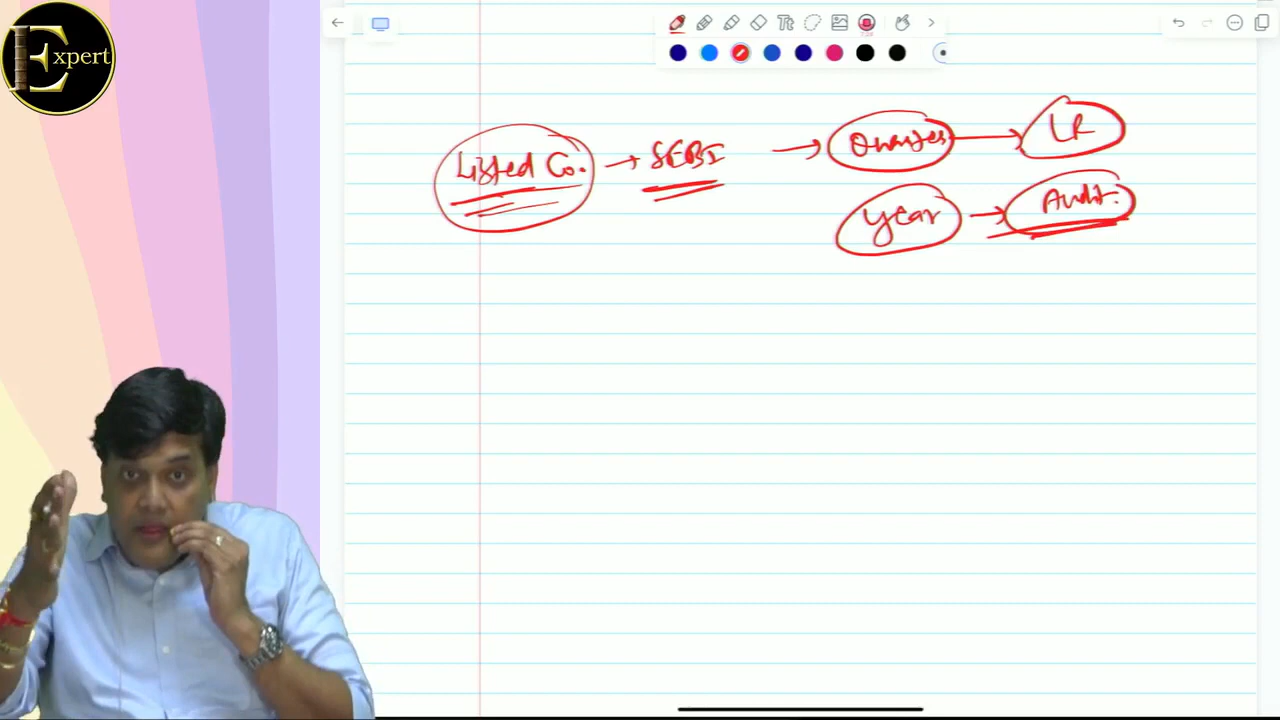 Expert
Listed Co. → SEBI → Quarter → LR
Year → Audit.